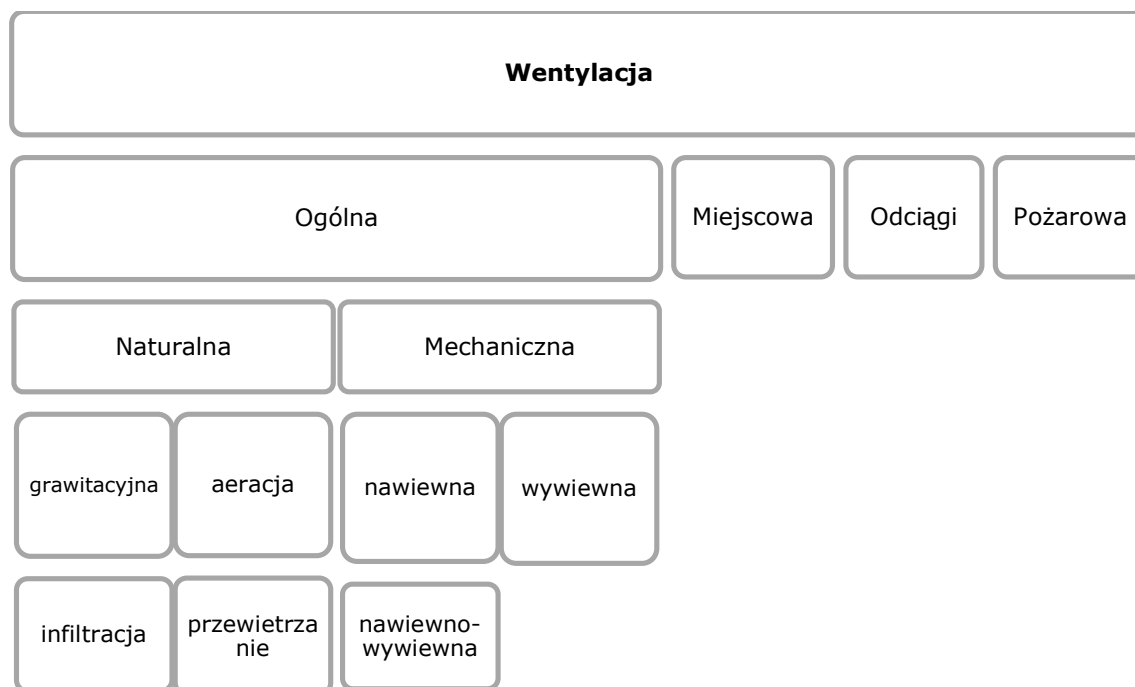 Wentylacja
Ogólna
Miejscowa
Odciągi
Pożarowa
Naturalna
Mechaniczna
grawitacyjna
aeracja
nawiewna
wywiewna
infiltracja
przewietrza
nie
nawiewno-
wywiewna